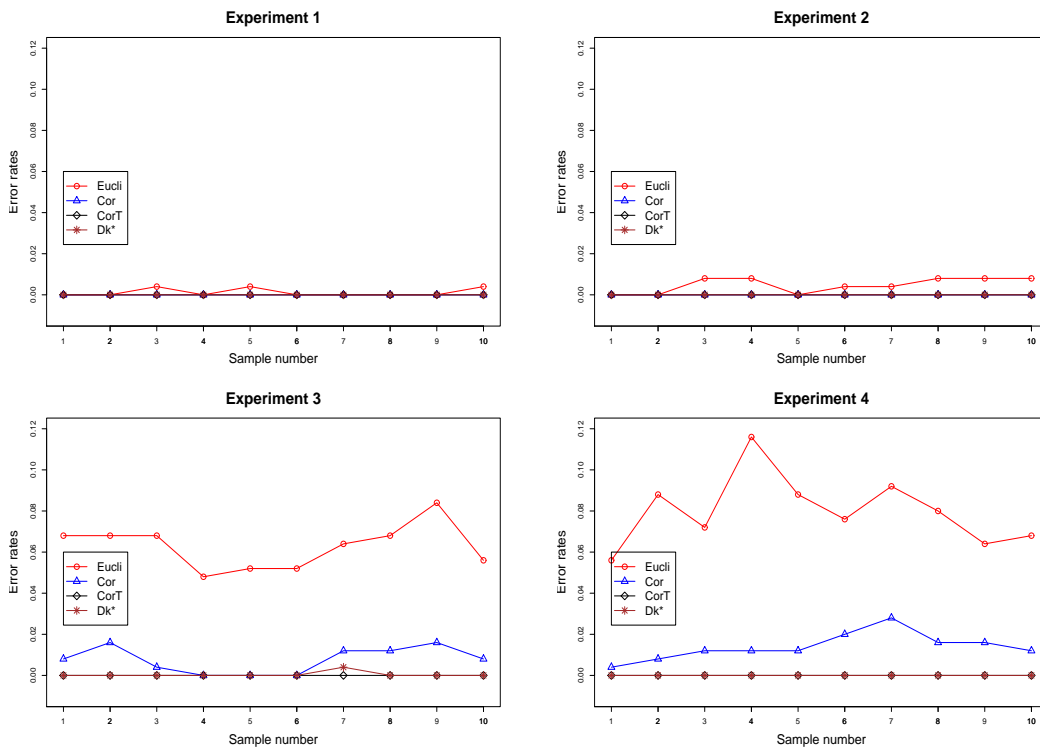 Experiment 1
Error rates
0.00 0.02 0.04 0.06 0.08 0.10 0.12
Eucli
Cor
CorT
Dk*
1 2 3 4 5 6 7 8 9 10
Sample number
Experiment 2
Error rates
0.00 0.02 0.04 0.06 0.08 0.10 0.12
Eucli
Cor
CorT
Dk*
1 2 3 4 5 6 7 8 9 10
Sample number
Experiment 3
Error rates
0.00 0.02 0.04 0.06 0.08 0.10 0.12
Eucli
Cor
CorT
Dk*
1 2 3 4 5 6 7 8 9 10
Sample number
Experiment 4
Error rates
0.00 0.02 0.04 0.06 0.08 0.10 0.12
Eucli
Cor
CorT
Dk*
1 2 3 4 5 6 7 8 9 10
Sample number